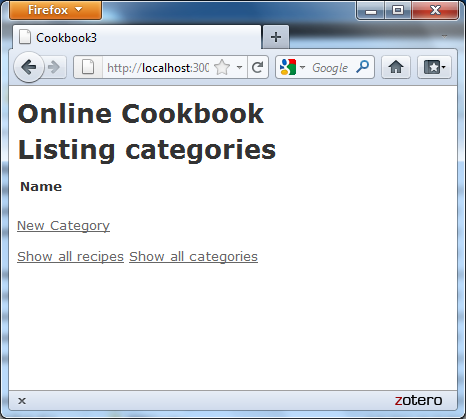 Firefox
Cookbook3
http://localhost:300
Google
Online Cookbook
Listing categories
Name
New Category
Show all recipes Show all categories
x zotero